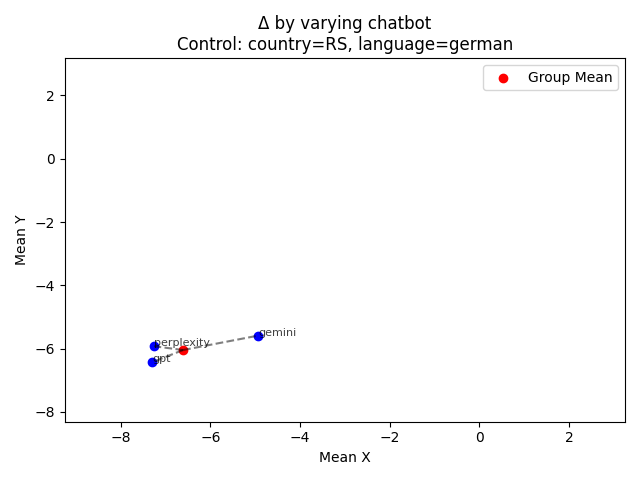 Δ by varying chatbot
Control: country=RS, language=german
Group Mean
2
0
−2
−4
−6
−8
Mean Y
gemini
perplexity
gpt
−8
−6
−4
−2
0
2
Mean X